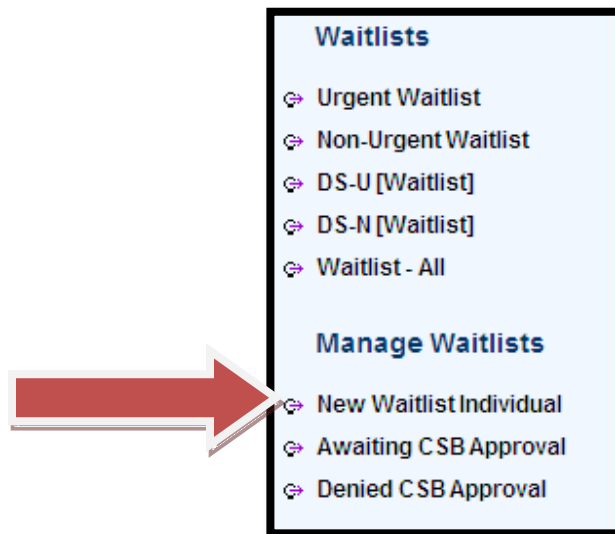 Waitlists
Urgent Waitlist
Non-Urgent Waitlist
DS-U [Waitlist]
DS-N [Waitlist]
Waitlist - All
Manage Waitlists
New Waitlist Individual
Awaiting CSB Approval
Denied CSB Approval